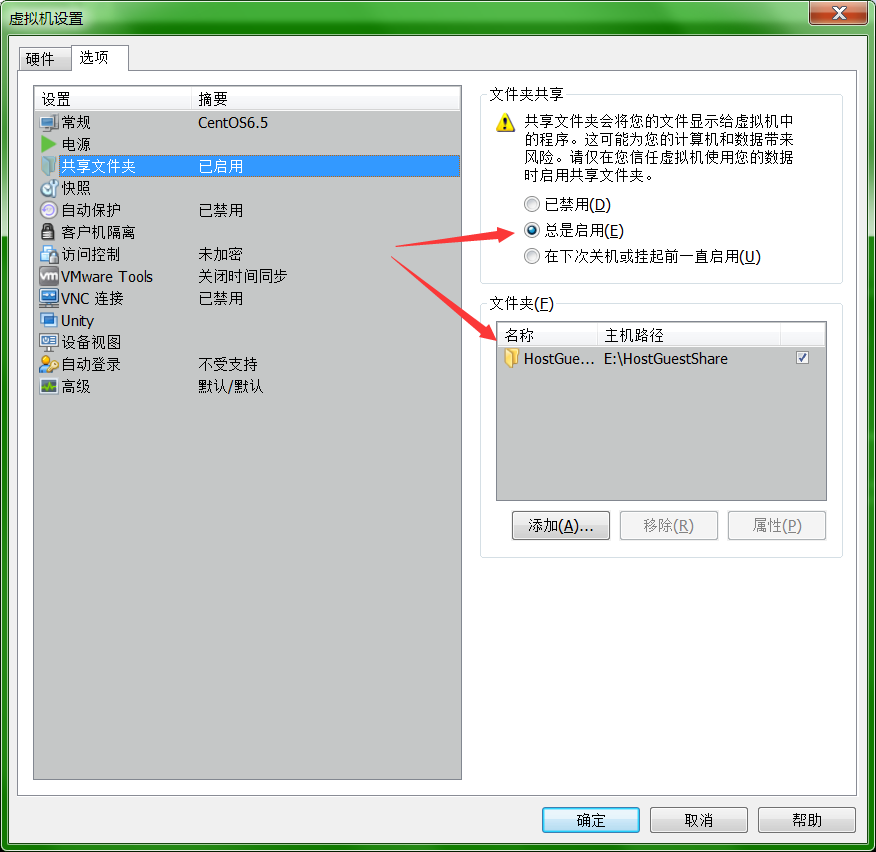 虚拟机设置
硬件 选项
设置 摘要
常规 CentOS6.5
电源
共享文件夹 已启用
快照
自动保护 已禁用
客户机隔离
访问控制 未加密
VMware Tools 关闭时间同步
VNC 连接 已禁用
Unity
设备视图
自动登录 不受支持
高级 默认/默认
文件夹共享
共享文件夹会将您的文件显示给虚拟机中
的程序。这可能为您的计算机和数据带来
风险。请仅在您信任虚拟机使用您的数据
时启用共享文件夹。
已禁用(D)
总是启用(E)
在下次关机或挂起前一直启用(U)
文件夹(F)
名称 主机路径
HostGue... E:\HostGuestShare
添加(A)... 移除(R) 属性(P)
确定 取消 帮助